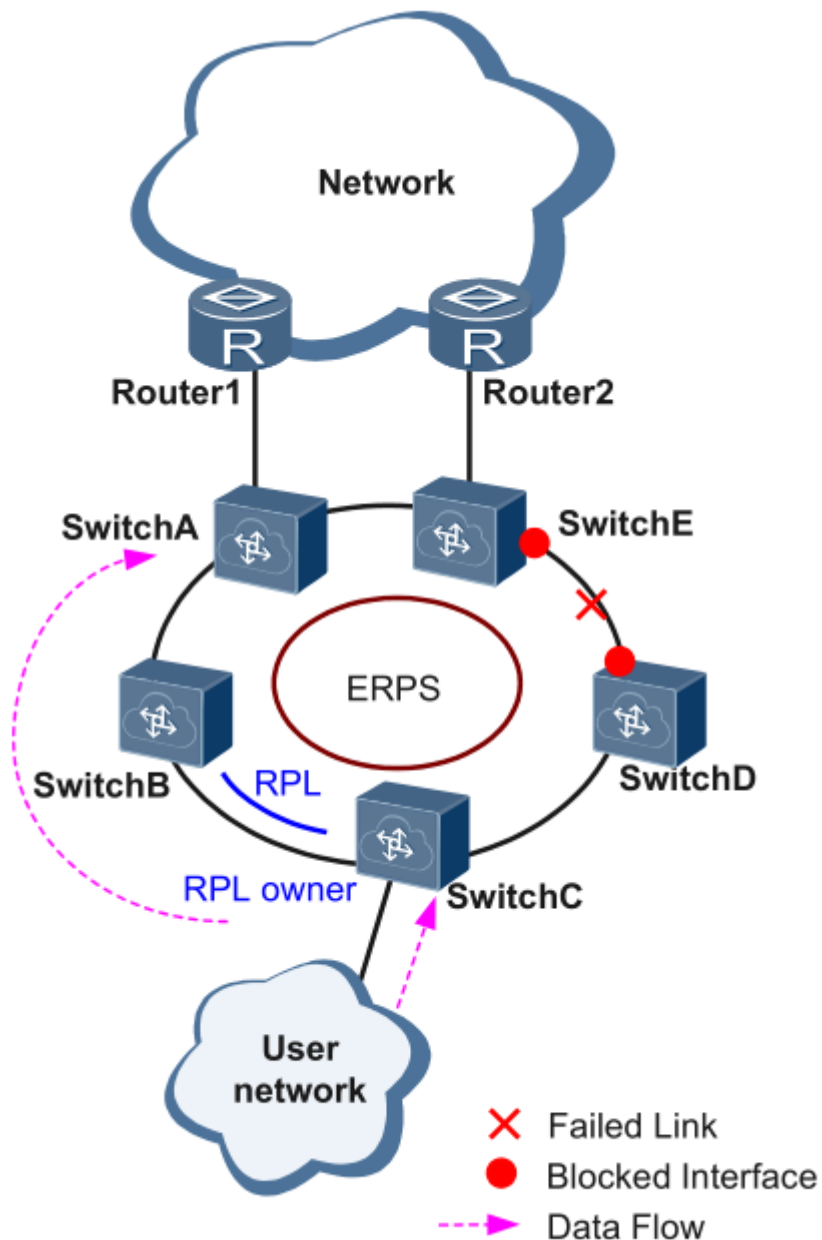 Network
R
R
Router1
Router2
SwitchA
SwitchE
ERPS
SwitchB
RPL
SwitchD
RPL owner
SwitchC
User
network
Failed Link
Blocked Interface
Data Flow